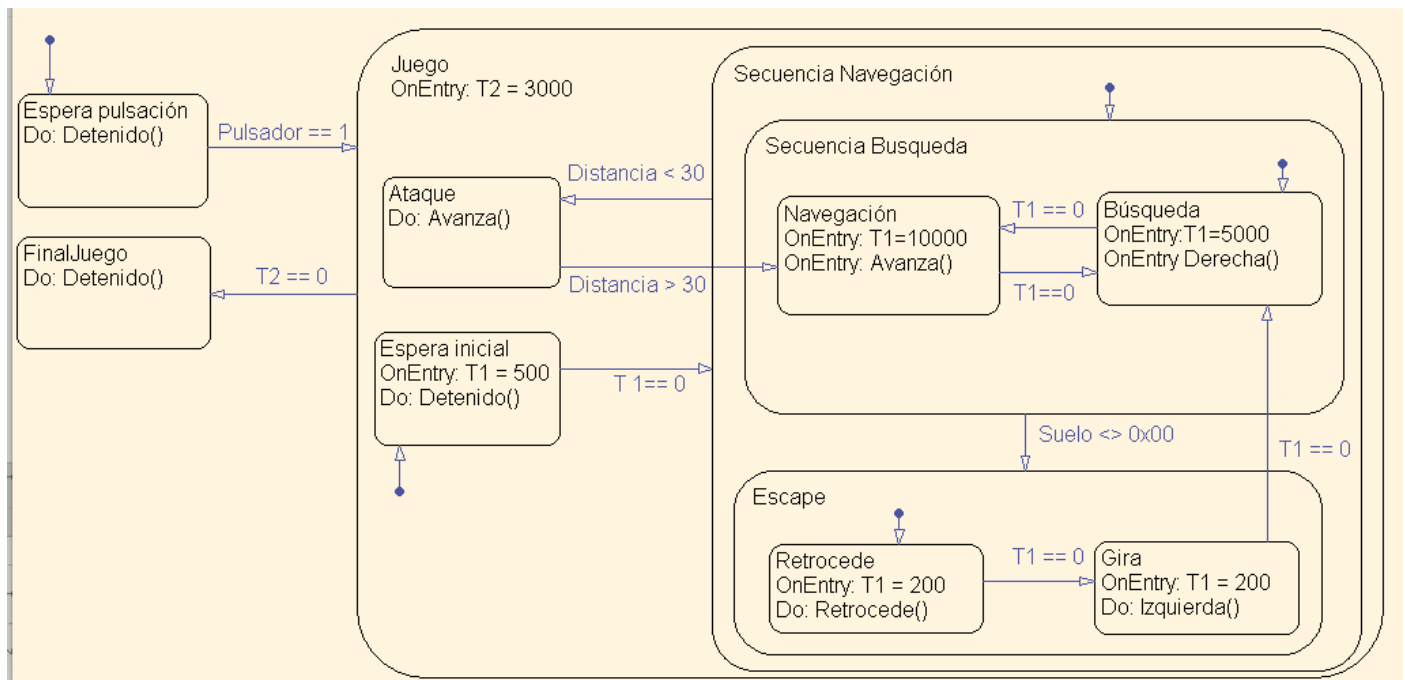 Espera pulsación
Do: Detenido()
Pulsador == 1
FinalJuego
Do: Detenido()
T2 == 0
Juego
OnEntry: T2 = 3000
Ataque
Do: Avanza()
Distancia < 30
Distancia > 30
Espera inicial
OnEntry: T1 = 500
Do: Detenido()
T 1== 0
Secuencia Navegación
Secuencia Busqueda
Navegación
OnEntry: T1=10000
OnEntry: Avanza()
T1 == 0
T1==0
Búsqueda
OnEntry:T1=5000
OnEntry Derecha()
Suelo <> 0x00
T1 == 0
Escape
Retrocede
OnEntry: T1 = 200
Do: Retrocede()
T1 == 0
Gira
OnEntry: T1 = 200
Do: Izquierda()